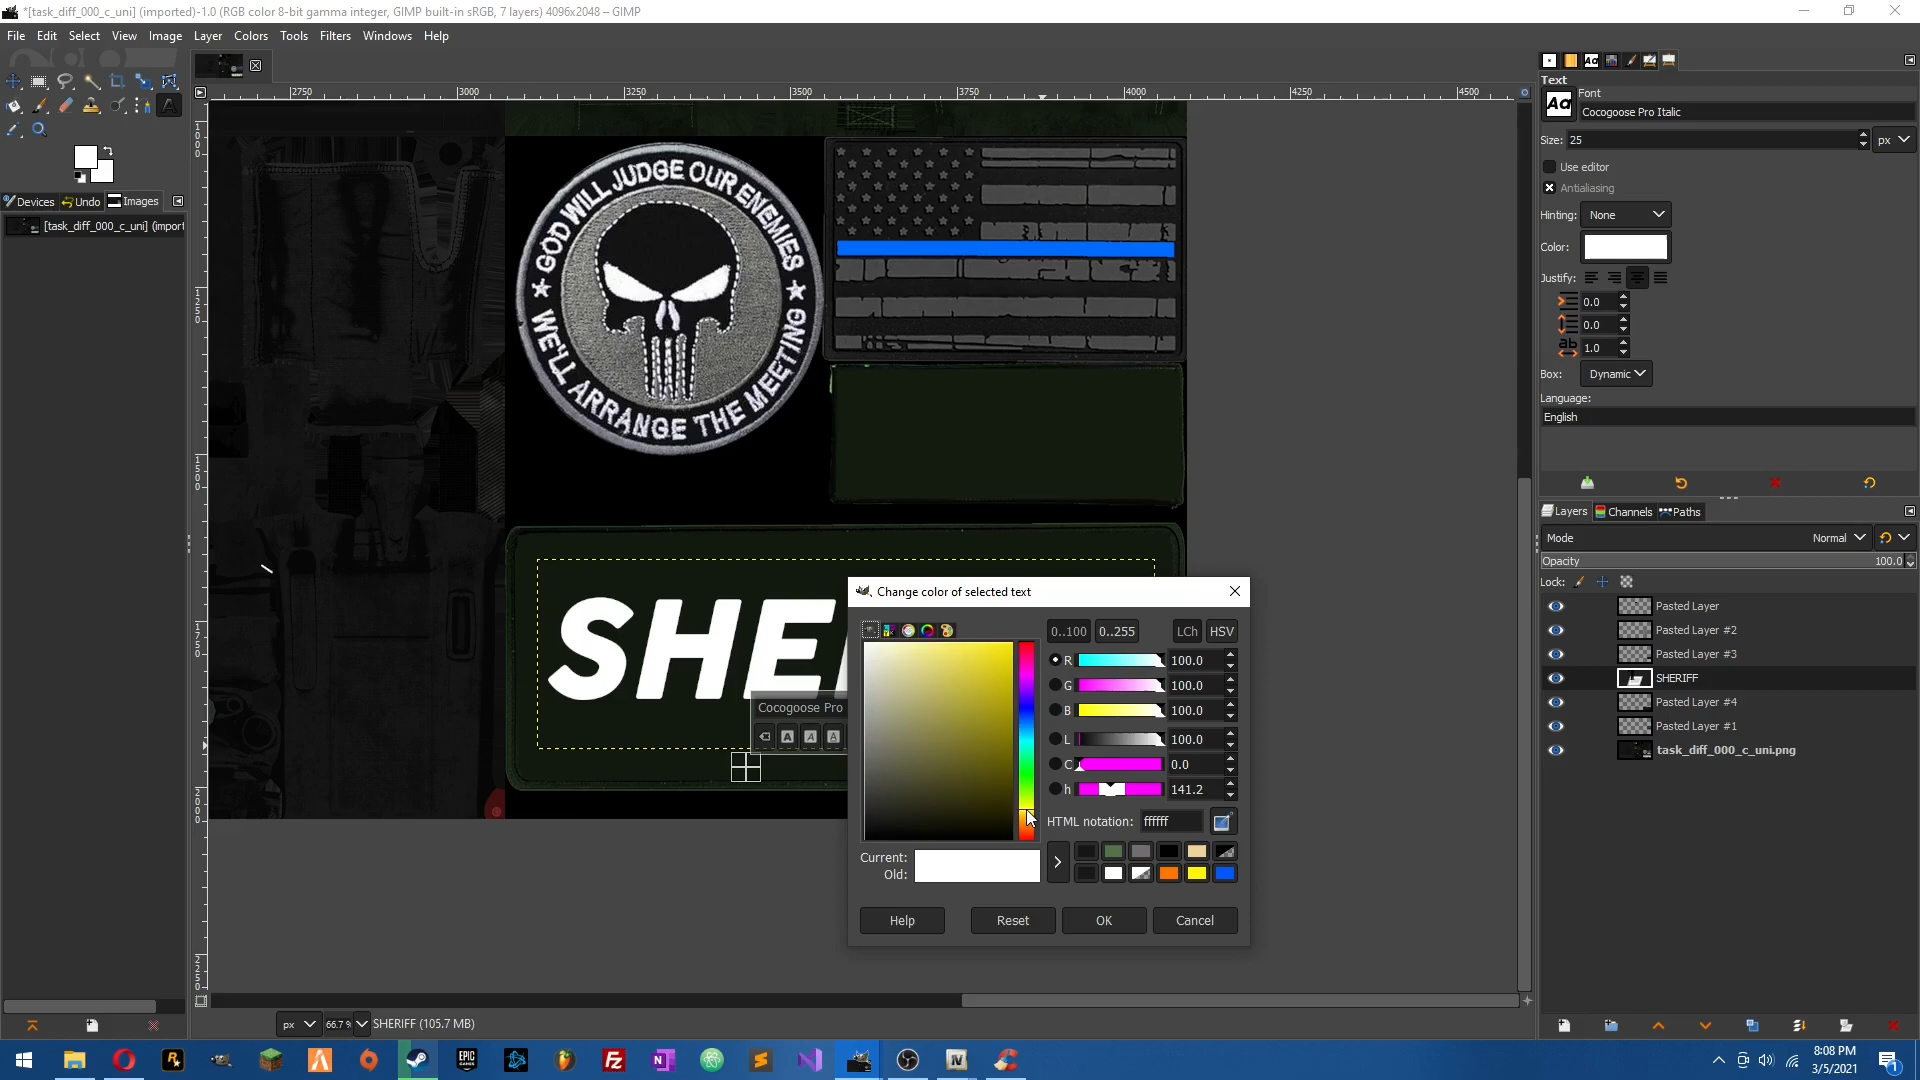 *[task_diff_000_c_uni] (imported)-1.0 (RGB color 8-bit gamma integer, GIMP built-in sRGB, 7 layers) 4096x2048 – GIMP
File Edit Select View Image Layer Colors Tools Filters Windows Help
2750 3000 3250 3500 3750 4000 4250 4500
Text
Font
Aa Cocogoose Pro Italic
Size: 25 px
Use editor
Antialiasing
Hinting: None
Color:
Justify:
0.0
0.0
1.0
Box: Dynamic
Language:
English
Devices Undo Images
[task_diff_000_c_uni] (import
GOD WILL JUDGE OUR ENEMIES
WE'LL ARRANGE THE MEETING
SHE
Cocogoose Pro
Change color of selected text
0..100 0..255 LCh HSV
R 100.0
G 100.0
B 100.0
L 100.0
C 0.0
h 141.2
HTML notation: ffffff
Current:
Old:
Help Reset OK Cancel
Layers Channels Paths
Mode Normal
Opacity 100.0
Lock:
Pasted Layer
Pasted Layer #2
Pasted Layer #3
SHERIFF
Pasted Layer #4
Pasted Layer #1
task_diff_000_c_uni.png
px 66.7 % SHERIFF (105.7 MB)
8:08 PM
3/5/2021